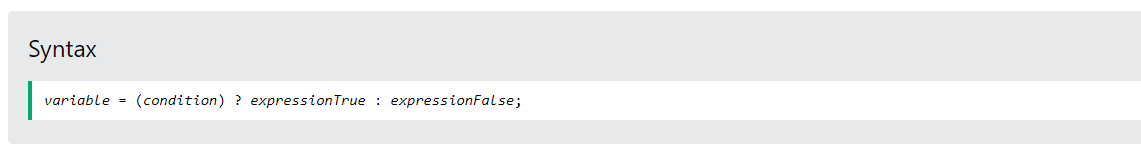 Syntax
variable = (condition) ? expressionTrue : expressionFalse;